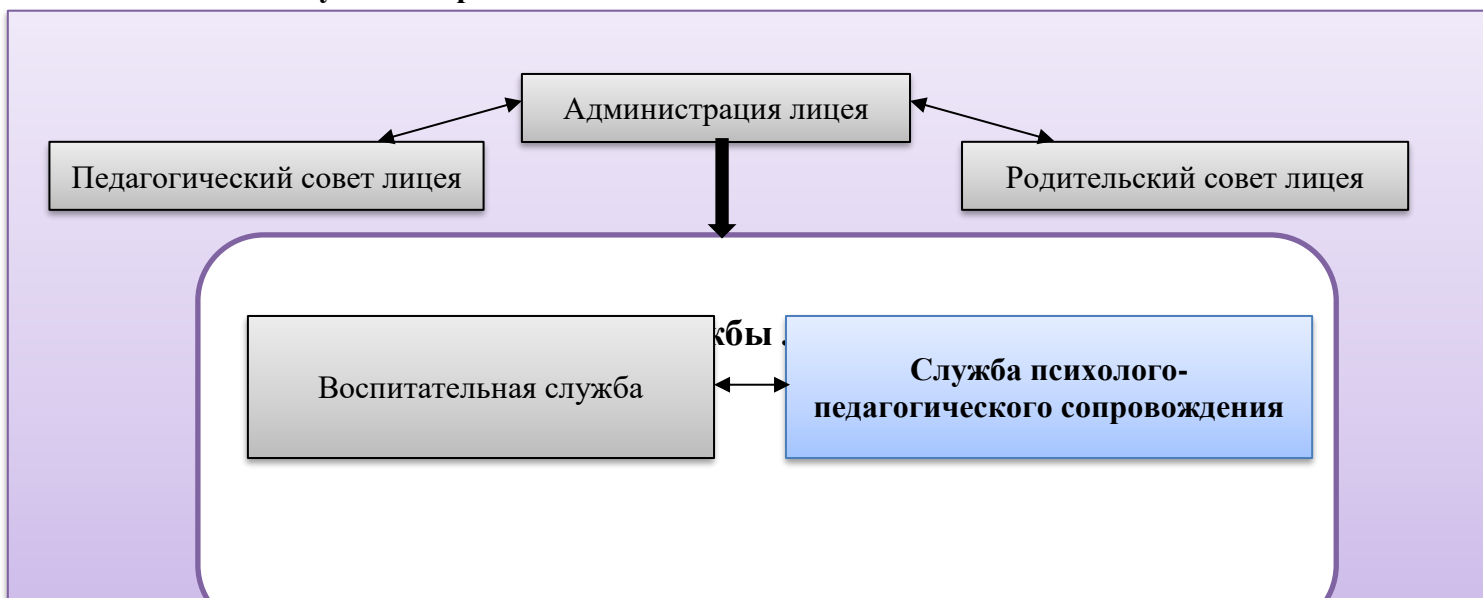 Администрация лицея
Педагогический совет лицея
Родительский совет лицея
Воспитательная служба
Служба психолого-
педагогического сопровождения